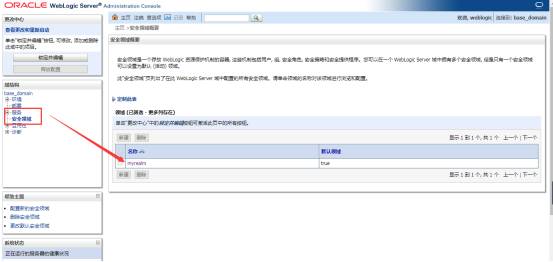 ORACLE WebLogic Server® Administration Console
更改中心
查看更改和重新启动
单击"锁定并编辑"按钮, 可修改, 添加或删除此域中的项目。
锁定并编辑
释放配置
域结构
base_domain
环境
部署
服务
安全领域
互用性
诊断
帮助主题
配置新的安全领域
删除安全领域
更改默认安全领域
系统状态
正在运行的服务器的健康状况
主页 注销 首选项 记录 帮助
欢迎, weblogic 连接到: base_domain
主页 >安全领域概要
安全领域概要
安全领域是一个存放 WebLogic 资源保护机制的容器, 这些机制包括用户, 组, 安全角色, 安全策略和安全提供程序。您可以在一个 WebLogic Server 域中拥有多个安全领域, 但是只有一个安全领域
可以设置为默认 (活动) 领域。
此"安全领域"页列出了在此 WebLogic Server 域中配置的所有安全领域。请单击领域的名称对该领域进行浏览和配置。
定制此表
领域 (已筛选 - 更多列存在)
单击"更改中心"中的锁定并编辑按钮可激活此页中的所有按钮。
新建 删除
显示 1 到 1 个, 共 1 个 上一个 | 下一个
名称 默认领域
myrealm true
新建 删除
显示 1 到 1 个, 共 1 个 上一个 | 下一个